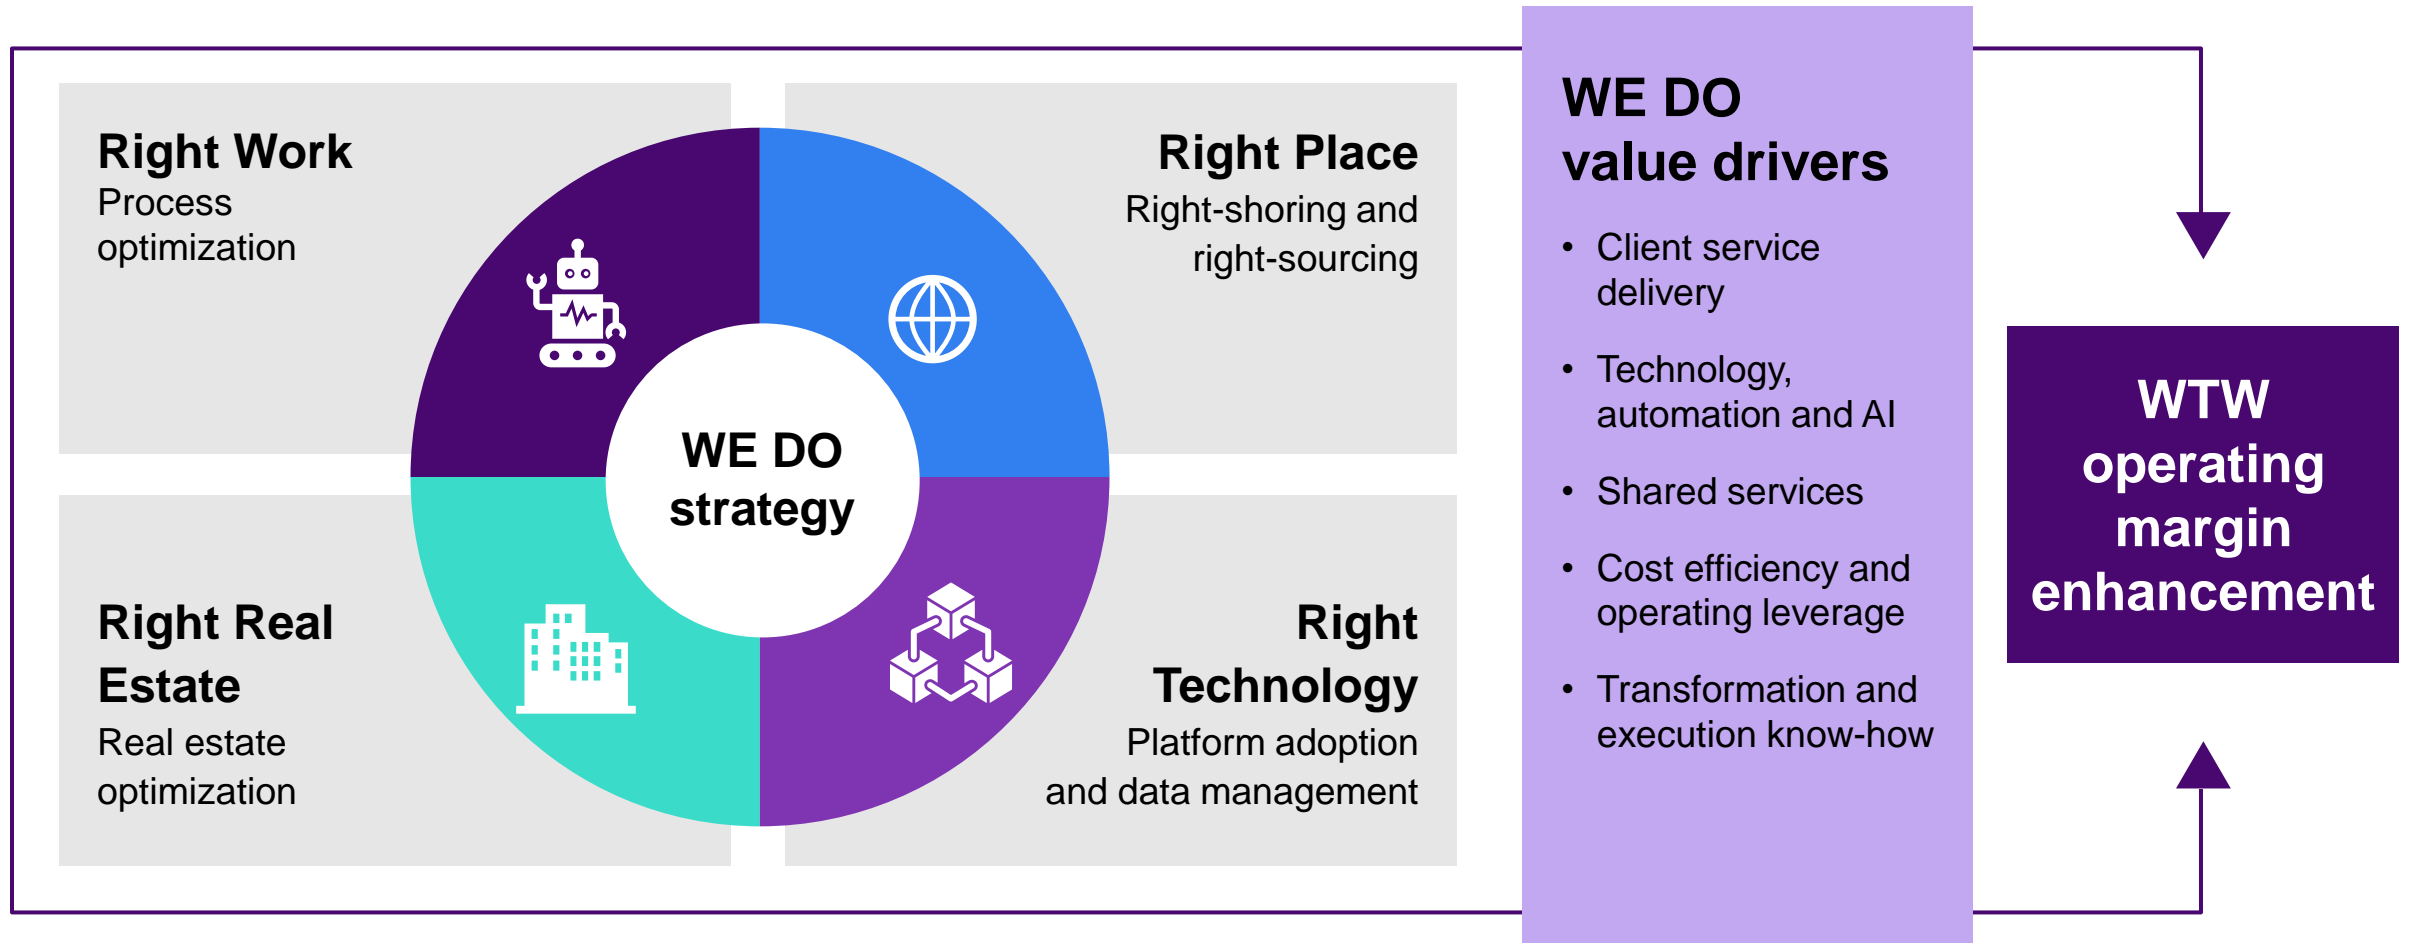 Right Work
Process
optimization
Right Place
Right-shoring and
right-sourcing
WE DO
strategy
Right Real
Estate
Real estate
optimization
Right
Technology
Platform adoption
and data management
WE DO
value drivers
• Client service
delivery
• Technology,
automation and AI
• Shared services
• Cost efficiency and
operating leverage
• Transformation and
execution know-how
WTW
operating
margin
enhancement